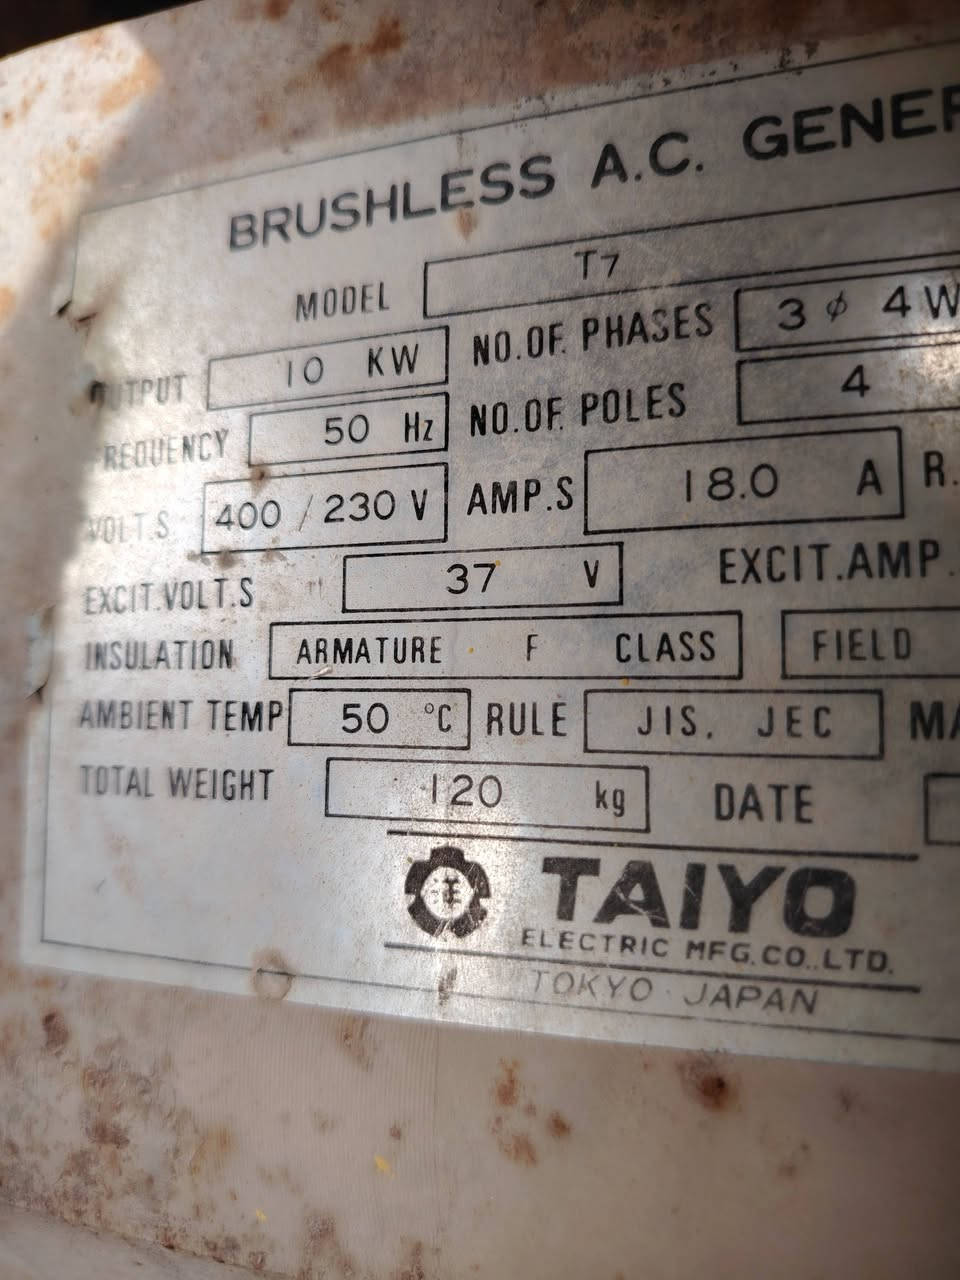 BRUSHLESS A.C. GENER
MODEL T7
OUTPUT 10 KW NO.OF. PHASES 3 ϕ 4W
FREQUENCY 50 Hz NO.OF. POLES 4
VOLT.S 400 / 230 V AMP.S 18.0 A R.
EXCIT.VOLT.S 37 V EXCIT.AMP.
INSULATION ARMATURE F CLASS FIELD
AMBIENT TEMP 50 °C RULE JIS. JEC MA
TOTAL WEIGHT 120 kg DATE
TAIYO
ELECTRIC MFG.CO.,LTD.
TOKYO · JAPAN